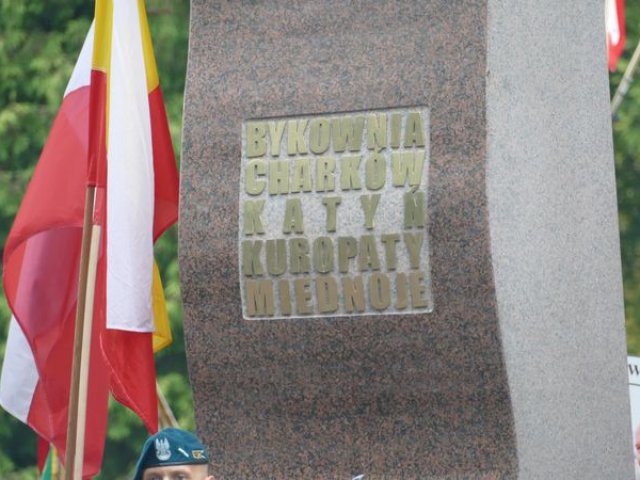 BYKOWNIA
CHARKÓW
KATYŃ
KUROPATY
MIEDNOJE